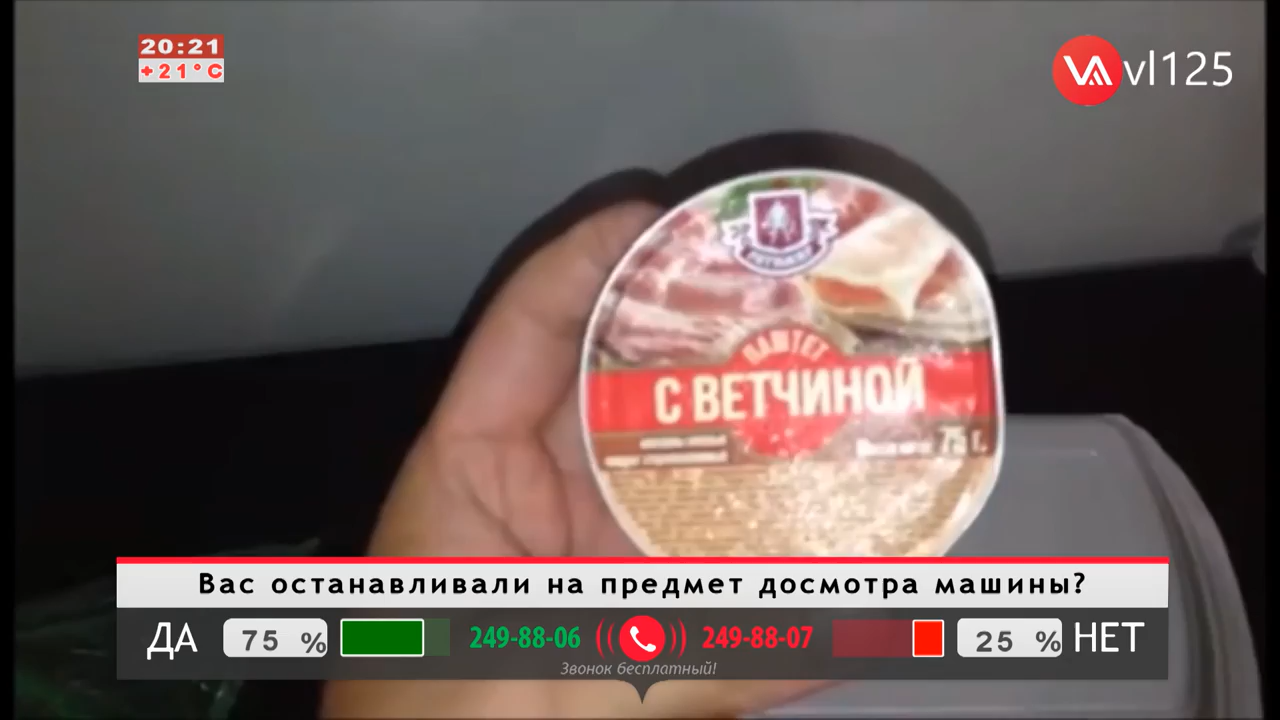 20:21
+21°C
vl125
ПАШТЕТ
С ВЕТЧИНОЙ
75 г.
Вас останавливали на предмет досмотра машины?
ДА 75 % 249-88-06 249-88-07 25 % НЕТ
Звонок бесплатный!